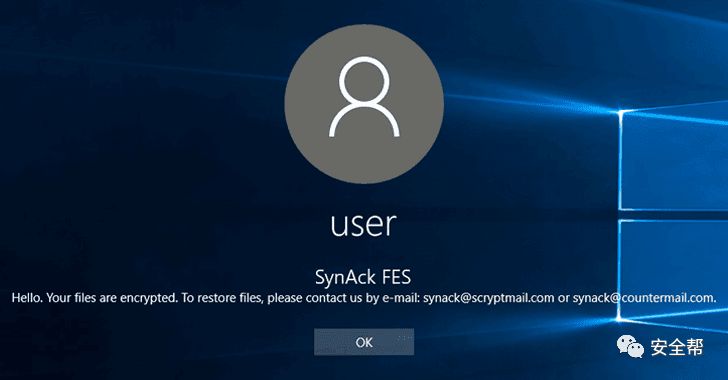 user
SynAck FES
Hello. Your files are encrypted. To restore files, please contact us by e-mail: synack@scryptmail.com or synack@countermail.com.
OK
安全帮